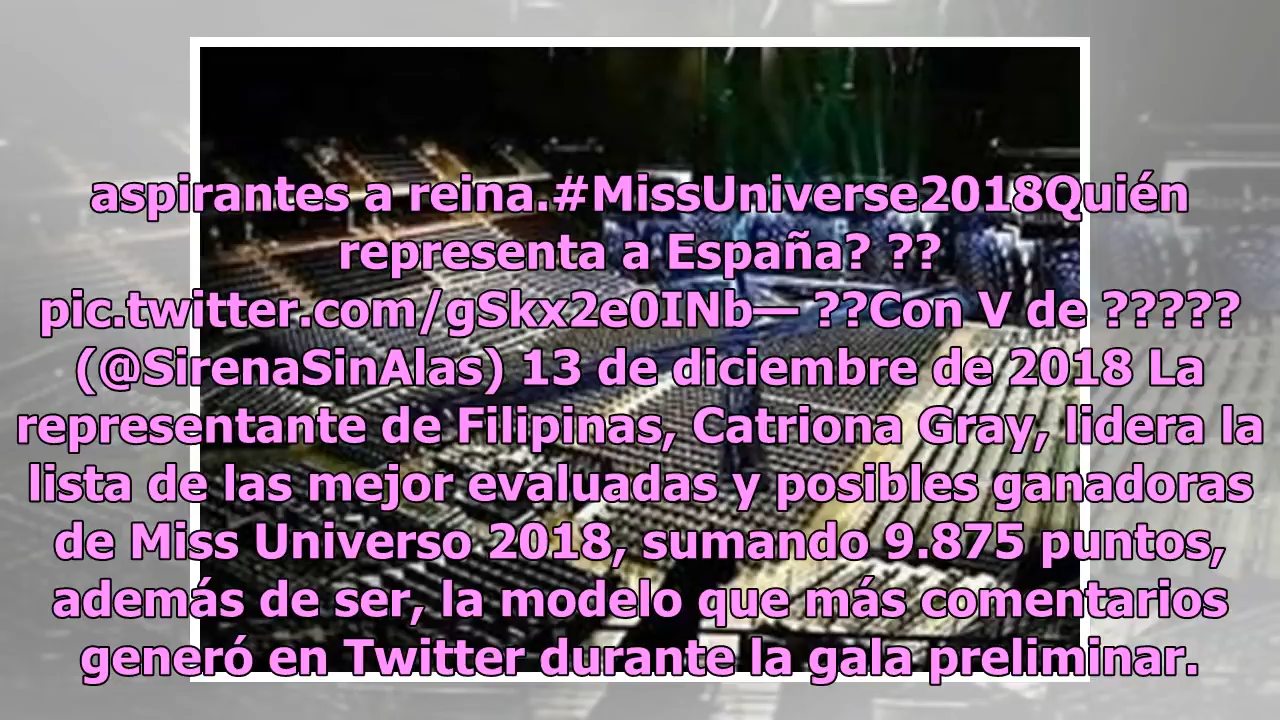 aspirantes a reina.#MissUniverse2018Quién
representa a España? ??
pic.twitter.com/gSkx2e0INb— ??Con V de ?????
(@SirenaSinAlas) 13 de diciembre de 2018 La
representante de Filipinas, Catriona Gray, lidera la
lista de las mejor evaluadas y posibles ganadoras
de Miss Universo 2018, sumando 9.875 puntos,
además de ser, la modelo que más comentarios
generó en Twitter durante la gala preliminar.